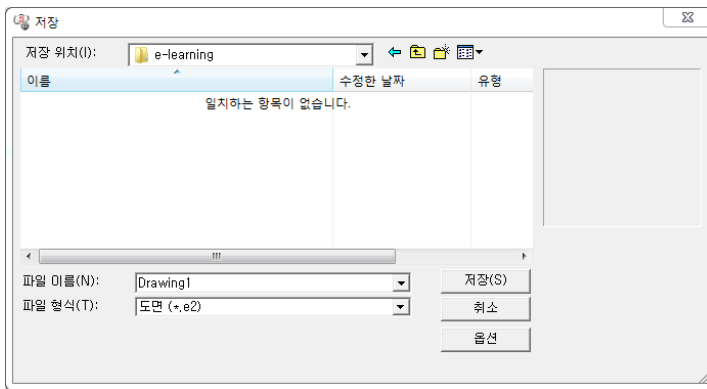 저장
저장 위치(I): e-learning
이름 수정한 날짜 유형
일치하는 항목이 없습니다.
파일 이름(N): Drawing1 저장(S)
파일 형식(T): 도면 (*.e2) 취소
옵션